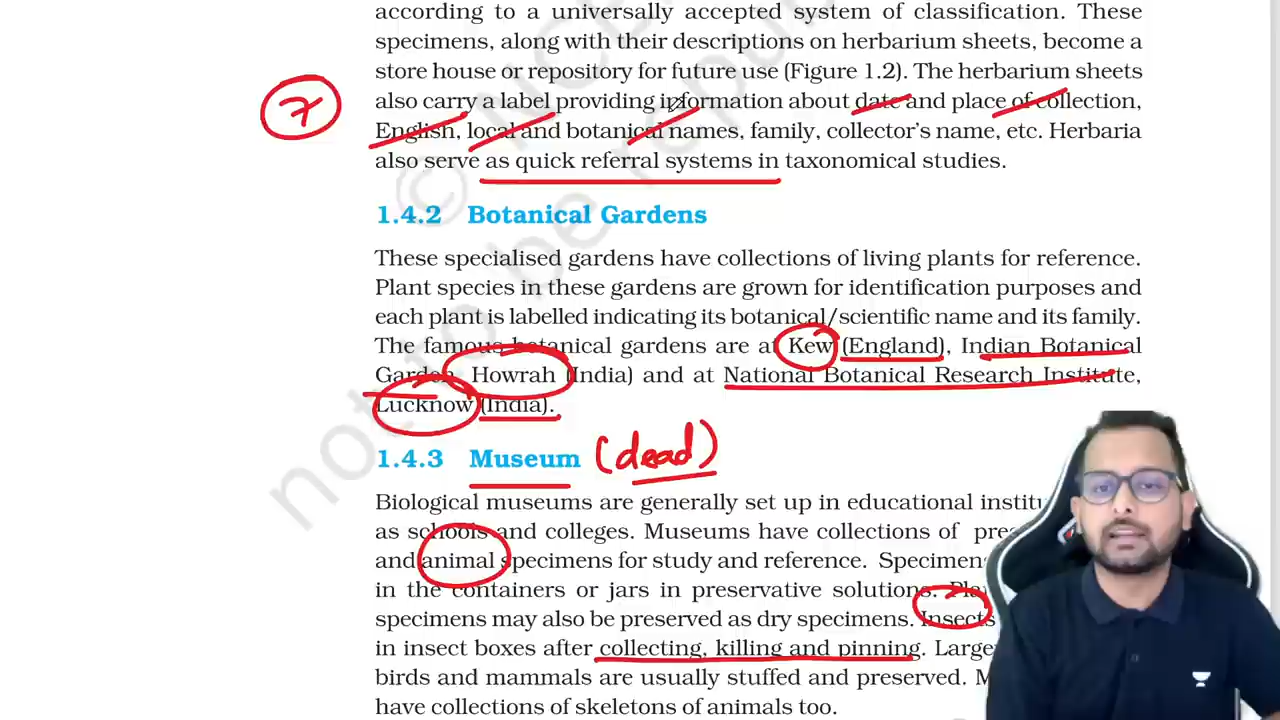 according to a universally accepted system of classification. These
specimens, along with their descriptions on herbarium sheets, become a
store house or repository for future use (Figure 1.2). The herbarium sheets
also carry a label providing information about date and place of collection,
English, local and botanical names, family, collector's name, etc. Herbaria
also serve as quick referral systems in taxonomical studies.
7
1.4.2 Botanical Gardens
These specialised gardens have collections of living plants for reference.
Plant species in these gardens are grown for identification purposes and
each plant is labelled indicating its botanical/scientific name and its family.
The famous botanical gardens are at Kew (England), Indian Botanical
Garden, Howrah (India) and at National Botanical Research Institute,
Lucknow (India).
1.4.3 Museum (dead)
Biological museums are generally set up in educational
as schools and colleges. Museums have collections of
and animal specimens for study and reference.
in the containers or jars in preservative solutions.
specimens may also be preserved as dry specimens. Insects
in insect boxes after collecting, killing and pinning.
birds and mammals are usually stuffed and preserved.
have collections of skeletons of animals too.
not to be
©